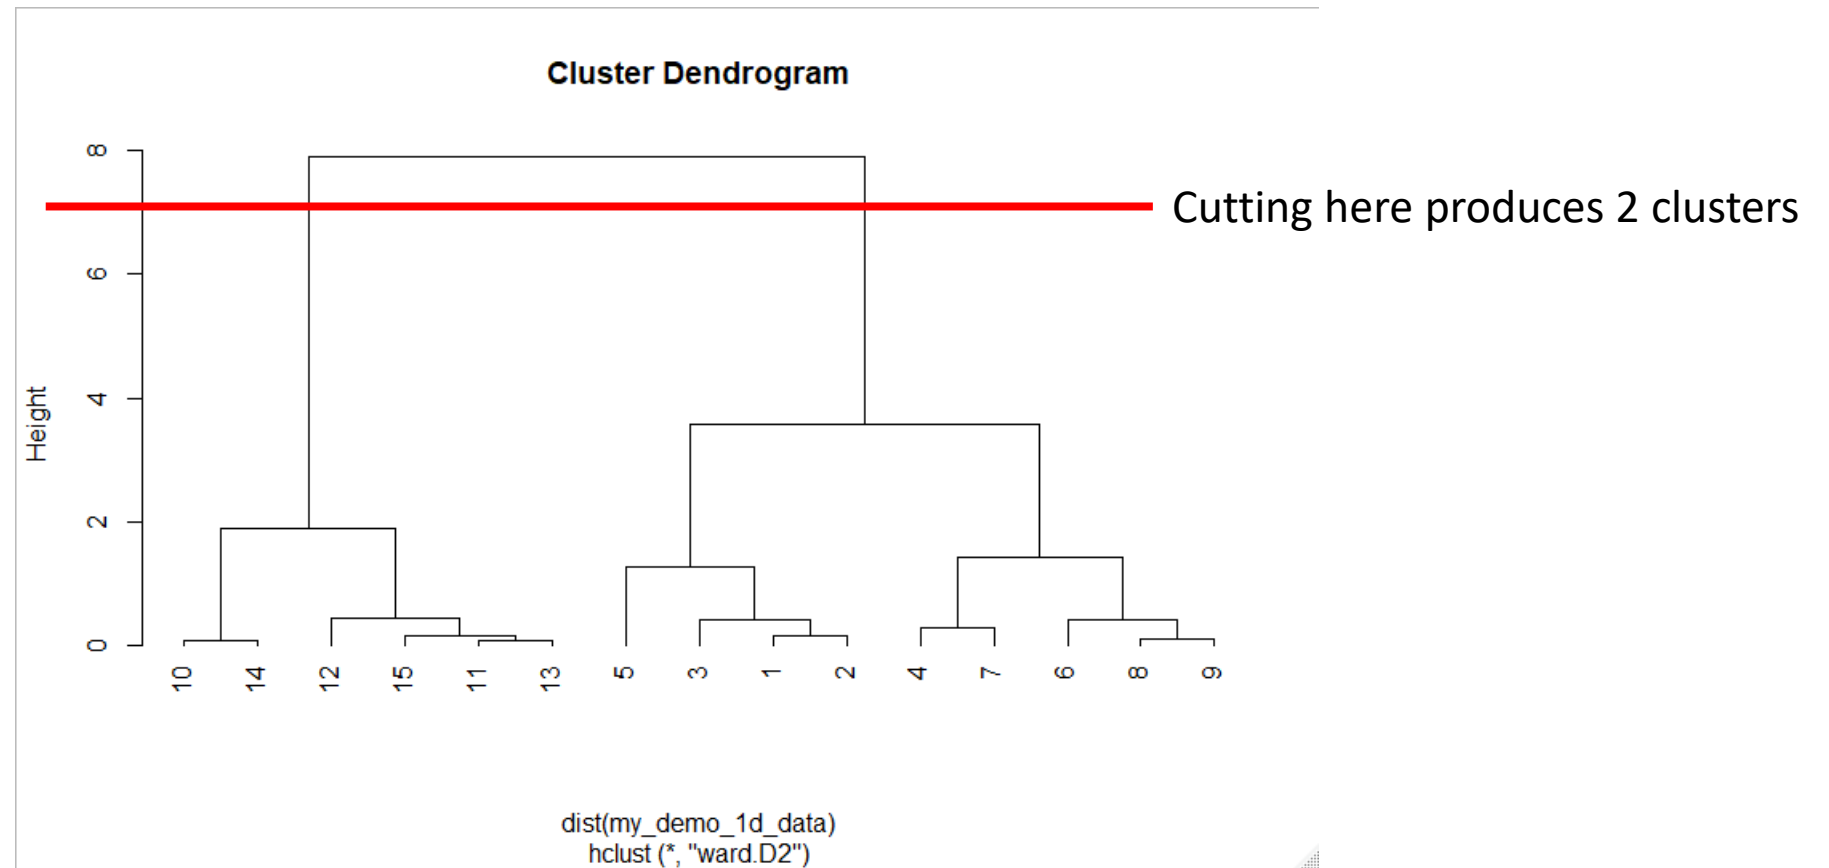 Cluster Dendrogram
8
Cutting here produces 2 clusters
6
4
Height
2
0
10 14 12 15 11 13 5 3 1 2 4 7 6 8 9
dist(my_demo_1d_data)
hclust (*, "ward.D2")